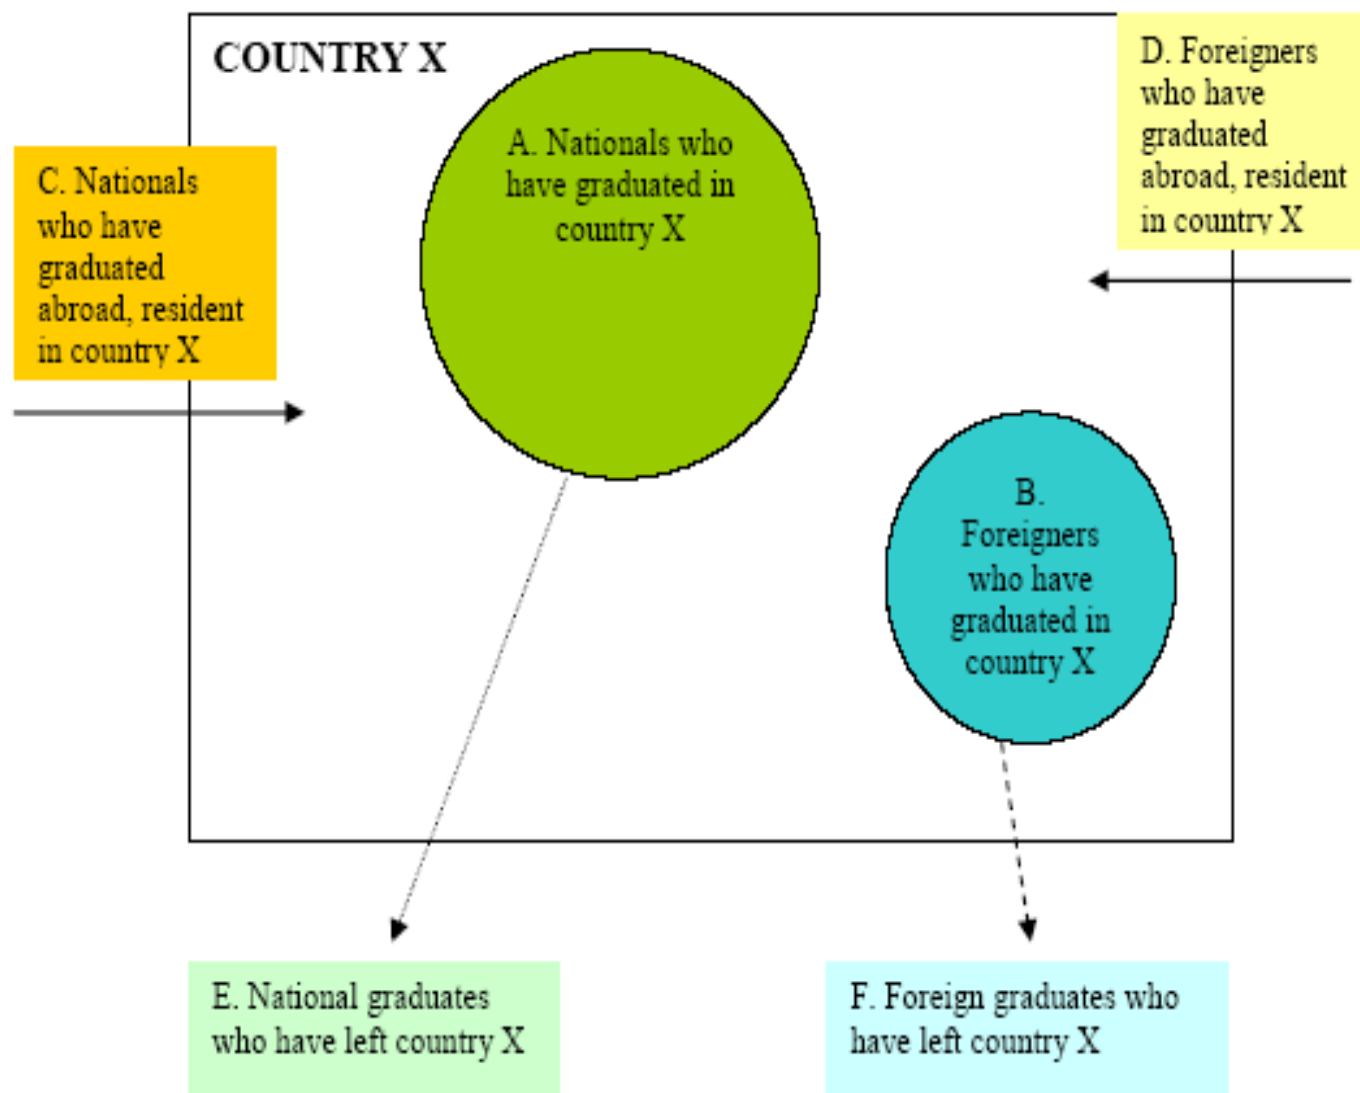 COUNTRY X
A. Nationals who
have graduated in
country X
D. Foreigners
who have
graduated
abroad, resident
in country X
C. Nationals
who have
graduated
abroad, resident
in country X
B.
Foreigners
who have
graduated in
country X
E. National graduates
who have left country X
F. Foreign graduates who
have left country X